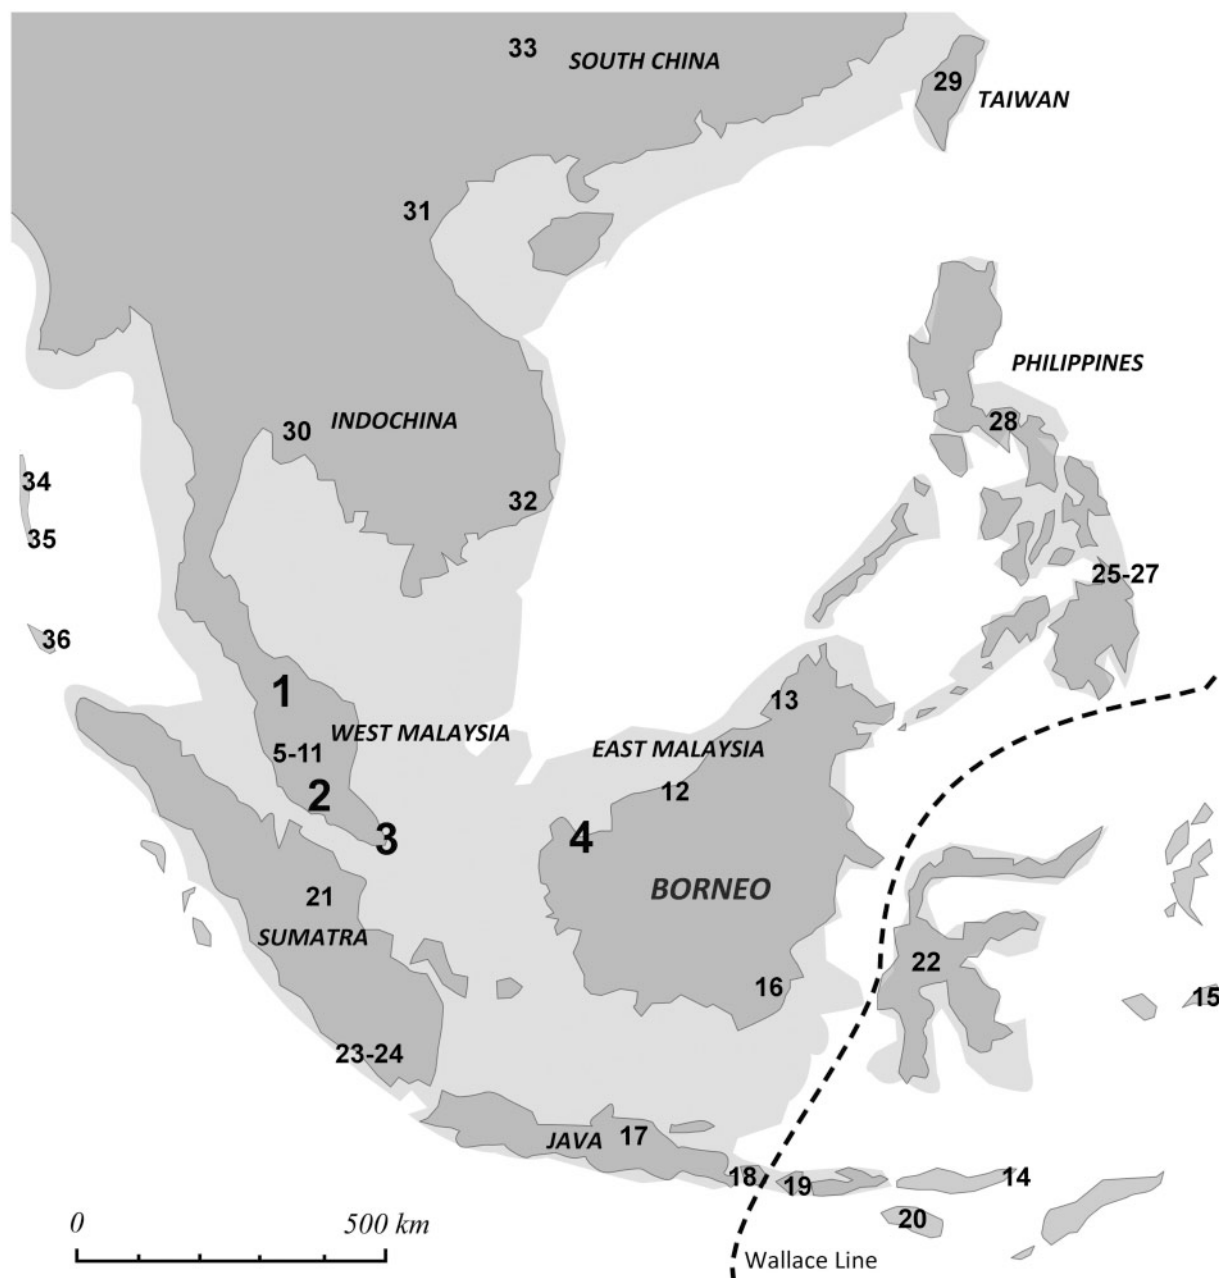 33
SOUTH CHINA
29
TAIWAN
31
PHILIPPINES
30
INDOCHINA
28
34
32
35
25-27
36
1
13
WEST MALAYSIA
EAST MALAYSIA
5-11
2
12
3
4
BORNEO
21
SUMATRA
22
16
15
23-24
JAVA
17
18
19
14
20
0
500 km
Wallace Line